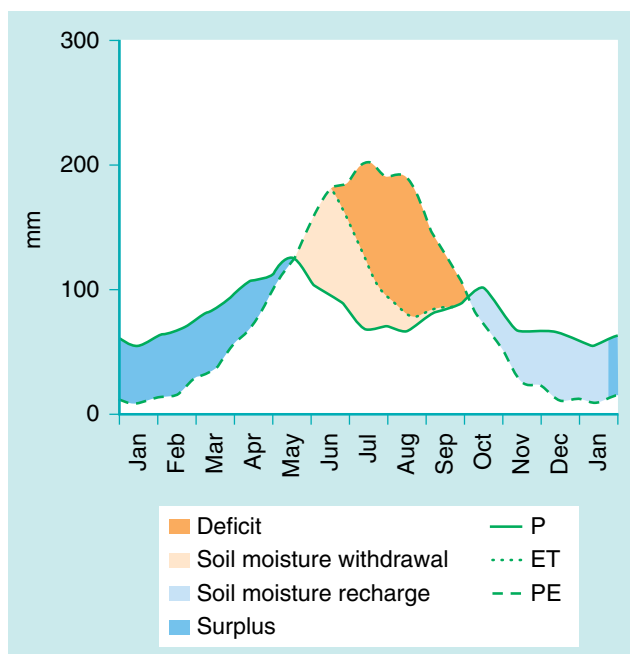 300
200
100
0
mm
Jan
Feb
Mar
Apr
May
Jun
Jul
Aug
Sep
Oct
Nov
Dec
Jan
Deficit
Soil moisture withdrawal
Soil moisture recharge
Surplus
P
ET
PE